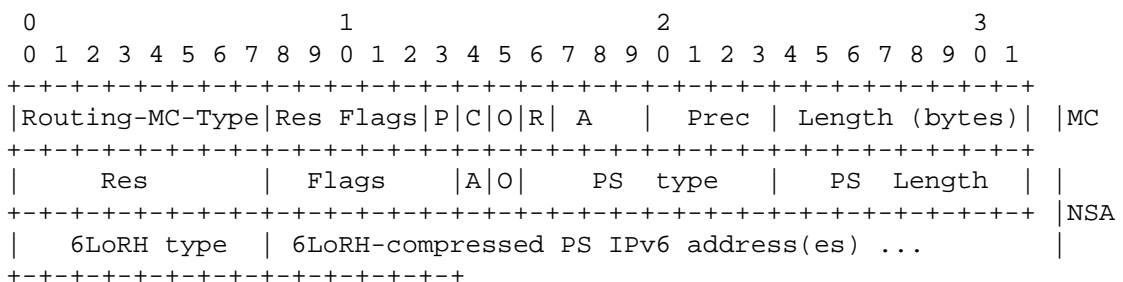 0                   1                   2                   3
 0 1 2 3 4 5 6 7 8 9 0 1 2 3 4 5 6 7 8 9 0 1 2 3 4 5 6 7 8 9 0 1
+-+-+-+-+-+-+-+-+-+-+-+-+-+-+-+-+-+-+-+-+-+-+-+-+-+-+-+-+-+-+-+-+
|Routing-MC-Type|Res Flags|P|C|O|R| A   |  Prec | Length (bytes)| |MC
+-+-+-+-+-+-+-+-+-+-+-+-+-+-+-+-+-+-+-+-+-+-+-+-+-+-+-+-+-+-+-+-+
|     Res       |  Flags    |A|O|    PS  type   |   PS  Length  | |
+-+-+-+-+-+-+-+-+-+-+-+-+-+-+-+-+-+-+-+-+-+-+-+-+-+-+-+-+-+-+-+-+ |NSA
|   6LoRH type  | 6LoRH-compressed PS IPv6 address(es) ...        |
+-+-+-+-+-+-+-+-+-+-+-+-+-+-+